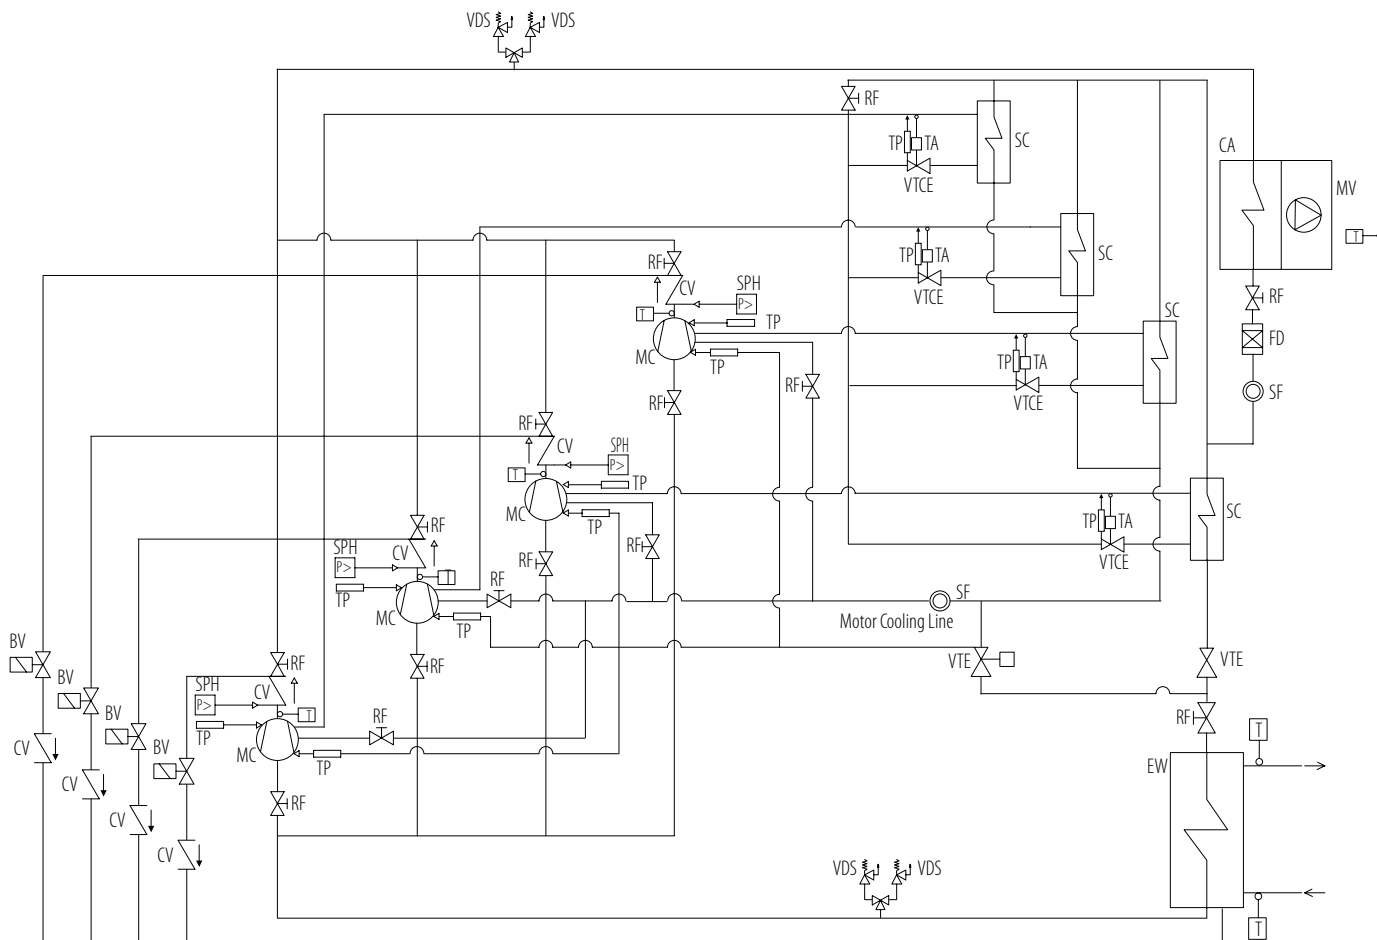 VDS VDS
RF
TP TA SC
VTCE
CA
MV
T
TP TA SC
VTCE
RF
CV
SPH
P>
T
TP
MC
TP
RF
RF
SC
TP TA
VTCE
RF
FD
SF
RF
CV
SPH
P>
T
TP
MC
TP
RF
RF
SC
TP TA
VTCE
RF
CV
SPH
P>
T
TP
MC
TP
RF
RF
SF
Motor Cooling Line
VTE
VTE
BV
BV
BV
BV
RF
CV
SPH
P>
T
TP
MC
TP
RF
RF
RF
CV
CV
CV
CV
EW
T
T
VDS VDS